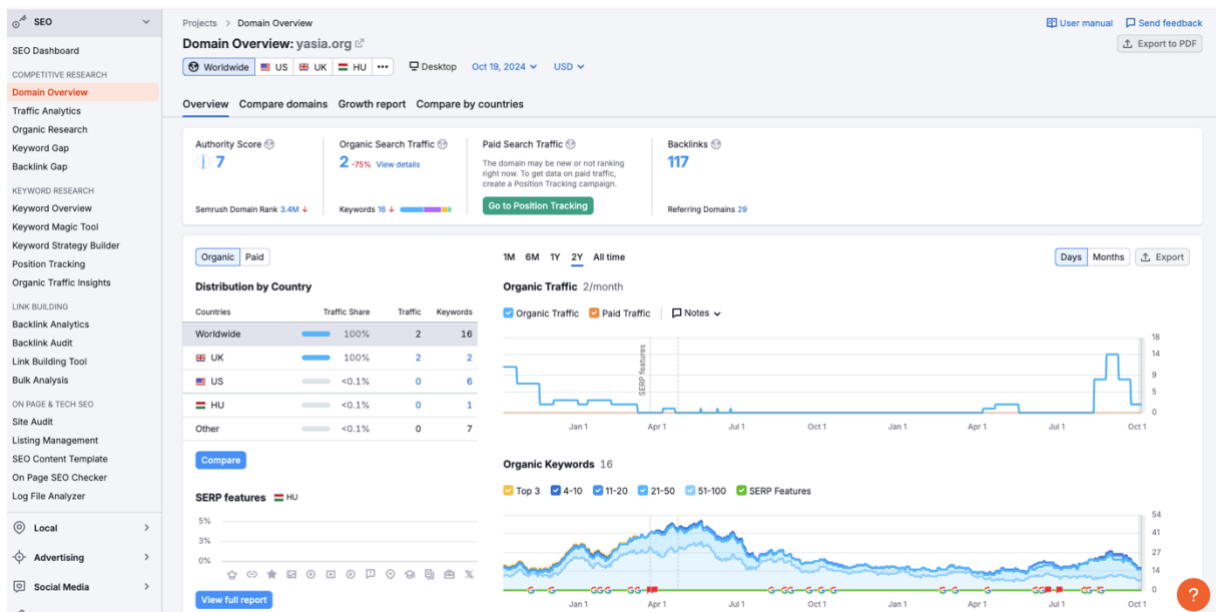 SEO
SEO Dashboard
COMPETITIVE RESEARCH
Domain Overview
Traffic Analytics
Organic Research
Keyword Gap
Backlink Gap
KEYWORD RESEARCH
Keyword Overview
Keyword Magic Tool
Keyword Strategy Builder
Position Tracking
Organic Traffic Insights
LINK BUILDING
Backlink Analytics
Backlink Audit
Link Building Tool
Bulk Analysis
ON PAGE & TECH SEO
Site Audit
Listing Management
SEO Content Template
On Page SEO Checker
Log File Analyzer
Local
Advertising
Social Media
Projects > Domain Overview
User manual Send feedback
Domain Overview: yasia.org
Export to PDF
Worldwide US UK HU ••• Desktop Oct 19, 2024 USD
Overview Compare domains Growth report Compare by countries
Authority Score
7
Semrush Domain Rank 3.4M ↓
Organic Search Traffic
2 -75% View details
Keywords 16 ↓
Paid Search Traffic
The domain may be new or not ranking
right now. To get data on paid traffic,
create a Position Tracking campaign.
Go to Position Tracking
Backlinks
117
Referring Domains 29
Organic Paid
Distribution by Country
Countries Traffic Share Traffic Keywords
Worldwide 100% 2 16
UK 100% 2 2
US <0.1% 0 6
HU <0.1% 0 1
Other <0.1% 0 7
Compare
SERP features HU
5%
3%
0%
View full report
1M 6M 1Y 2Y All time
Days Months Export
Organic Traffic 2/month
Organic Traffic Paid Traffic Notes
SERP features
18
14
9
5
0
Jan 1 Apr 1 Jul 1 Oct 1 Jan 1 Apr 1 Jul 1 Oct 1
Organic Keywords 16
Top 3 4-10 11-20 21-50 51-100 SERP Features
54
41
27
14
0
G G GGG GG G GG G G G G G G GG GG G
Jan 1 Apr 1 Jul 1 Oct 1 Jan 1 Apr 1 Jul 1 Oct 1
?